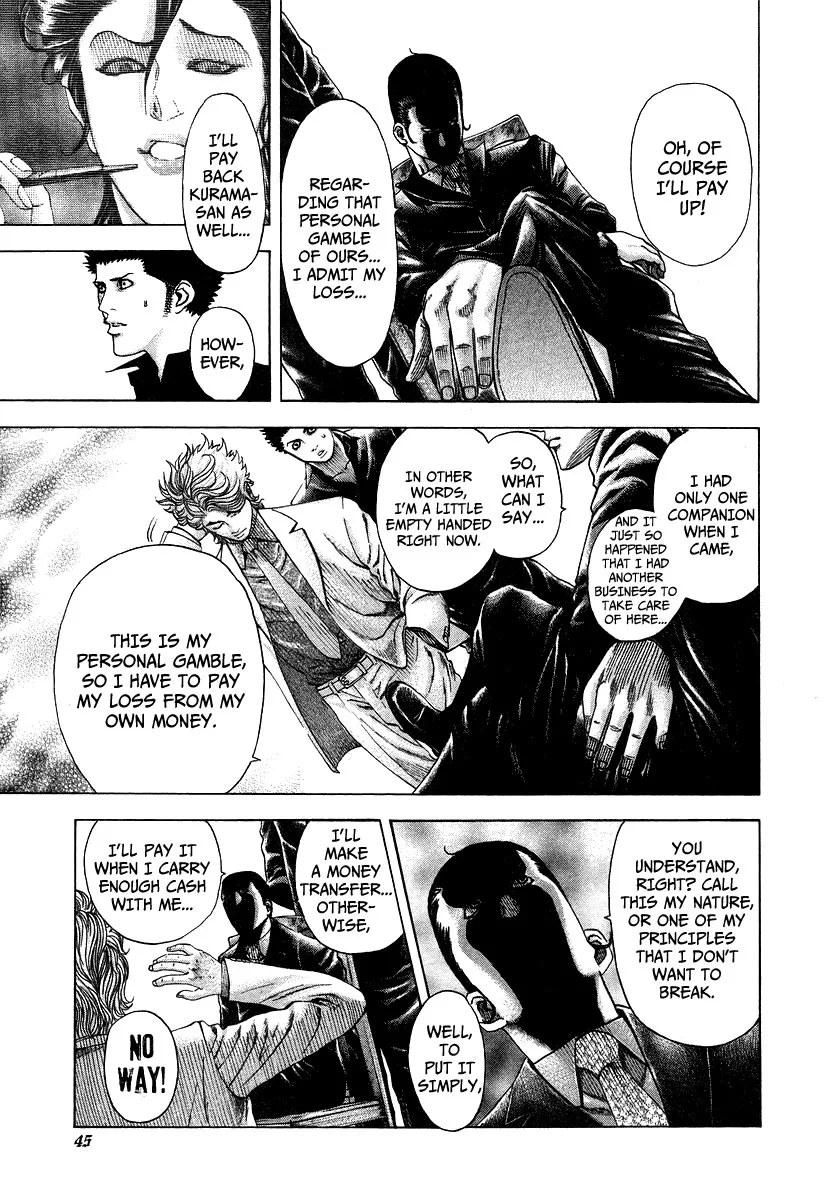 OH, OF
COURSE
I'LL PAY
UP!
REGAR-
DING THAT
PERSONAL
GAMBLE
OF OURS...
I ADMIT MY
LOSS...
I'LL
PAY
BACK
KURAMA-
SAN AS
WELL...
HOW-
EVER,
I HAD
ONLY ONE
COMPANION
WHEN I
CAME,
AND IT
JUST SO
HAPPENED
THAT I HAD
ANOTHER
BUSINESS TO
TAKE CARE
OF HERE...
SO,
WHAT
CAN I
SAY...
IN OTHER
WORDS,
I'M A LITTLE
EMPTY HANDED
RIGHT NOW.
THIS IS MY
PERSONAL GAMBLE,
SO I HAVE TO PAY
MY LOSS FROM MY
OWN MONEY.
YOU
UNDERSTAND,
RIGHT? CALL
THIS MY NATURE,
OR ONE OF MY
PRINCIPLES
THAT I DON'T
WANT TO
BREAK.
WELL,
TO
PUT IT
SIMPLY,
I'LL
MAKE
A MONEY
TRANSFER...
OTHER-
WISE,
I'LL PAY IT
WHEN I CARRY
ENOUGH CASH
WITH ME...
NO
WAY!
45